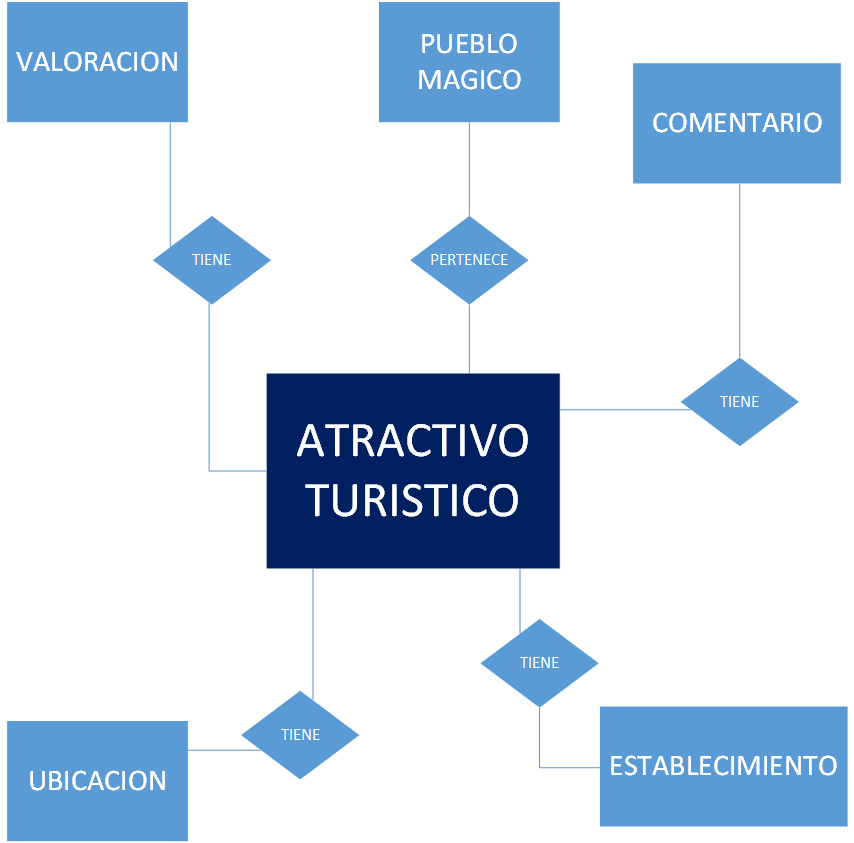 VALORACION
PUEBLO
MAGICO
COMENTARIO
TIENE
PERTENECE
TIENE
ATRACTIVO
TURISTICO
TIENE
TIENE
UBICACION
ESTABLECIMIENTO